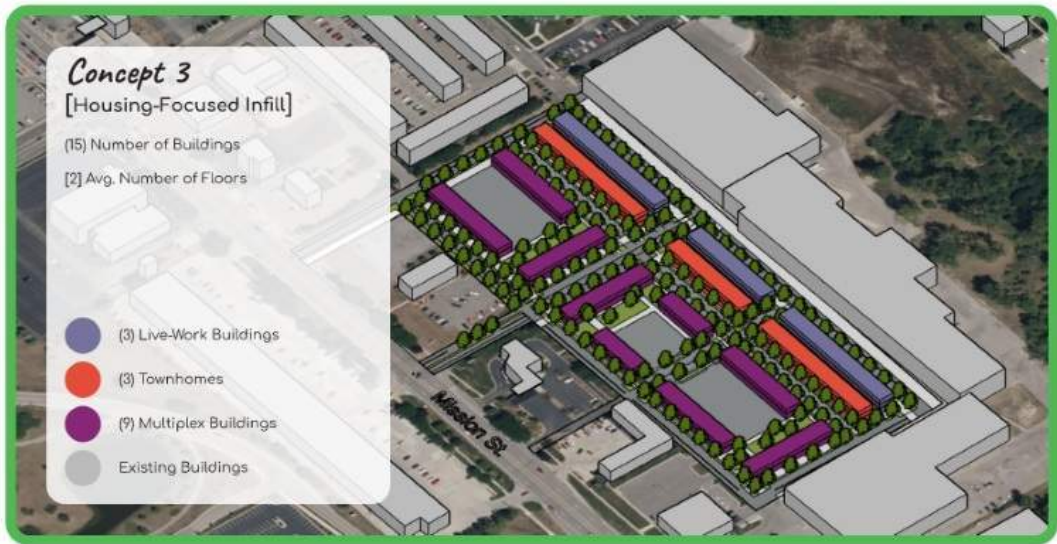 Concept 3
[Housing-Focused Infill]
(15) Number of Buildings
[2] Avg. Number of Floors
(3) Live-Work Buildings
(3) Townhomes
(9) Multiplex Buildings
Existing Buildings
Mission St.